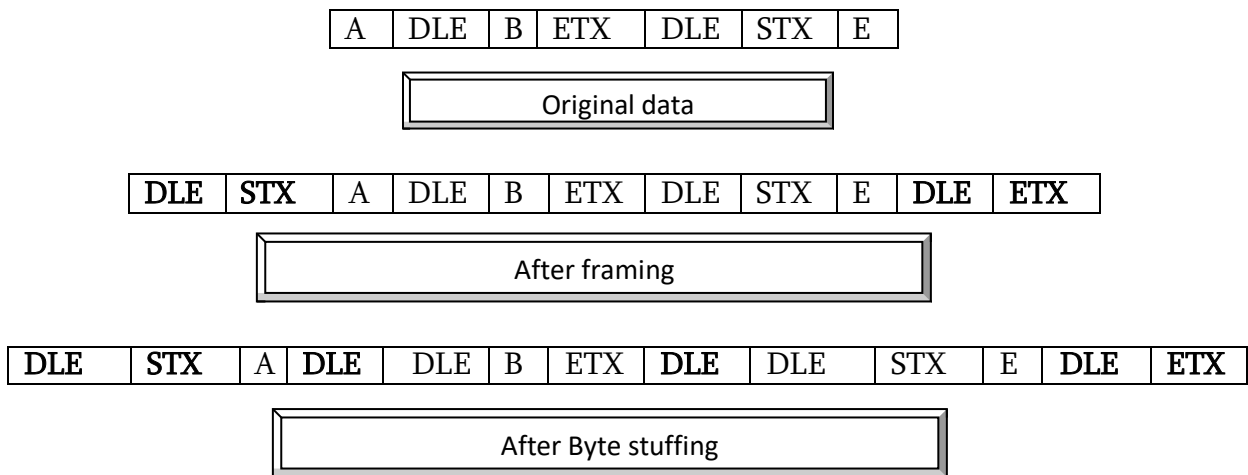 A DLE B ETX DLE STX E
Original data
DLE STX A DLE B ETX DLE STX E DLE ETX
After framing
DLE STX A DLE DLE B ETX DLE DLE STX E DLE ETX
After Byte stuffing